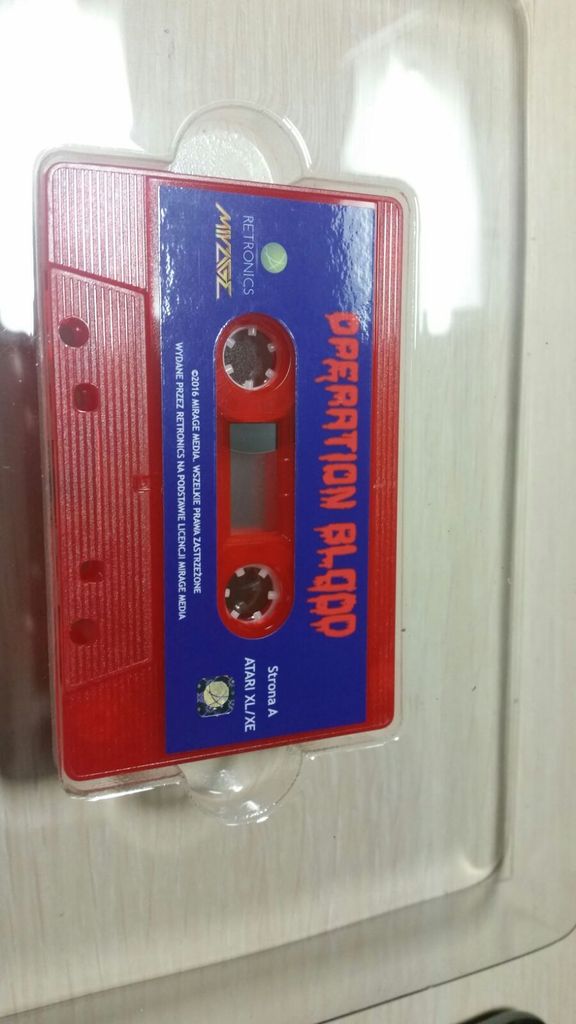 OPERATION BLOOD
RETRONICS
MIRAGE
Strona A
ATARI XL/XE
©2016 MIRAGE MEDIA. WSZELKIE PRAWA ZASTRZEŻONE
WYDANE PRZEZ RETRONICS NA PODSTAWIE LICENCJI MIRAGE MEDIA